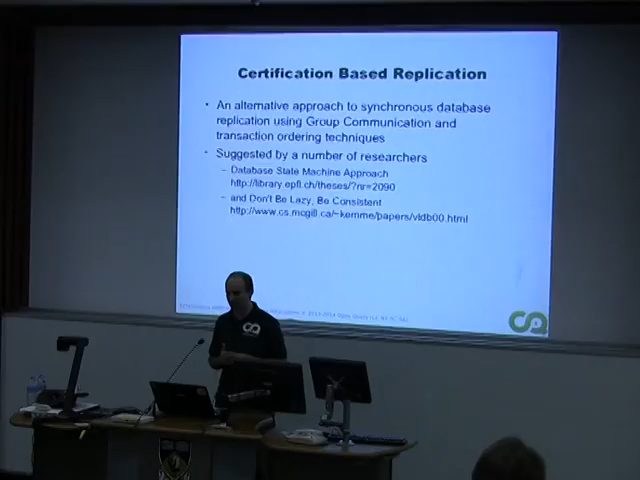 Certification Based Replication
• An alternative approach to synchronous database
replication using Group Communication and
transaction ordering techniques
• Suggested by a number of researchers
– Database State Machine Approach
http://library.epfl.ch/theses/?nr=2090
– and Don't Be Lazy, Be Consistent
http://www.cs.mcgill.ca/~kemme/papers/vldb00.html